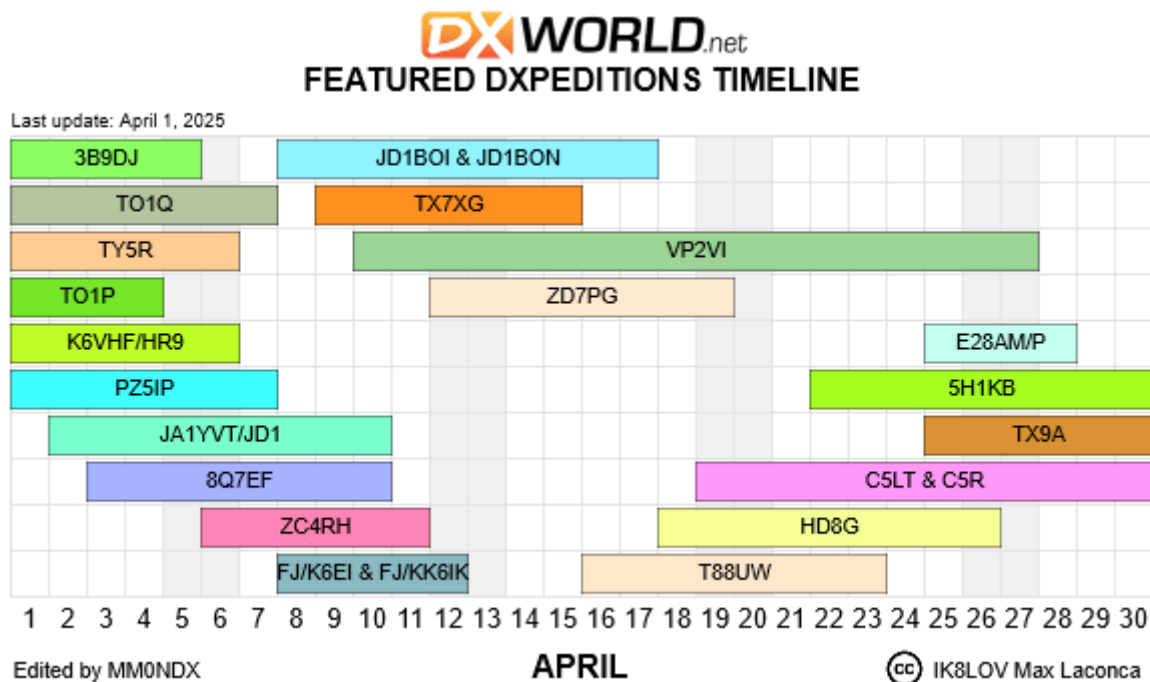 DX WORLD.net
FEATURED DXPEDITIONS TIMELINE
Last update: April 1, 2025
3B9DJ JD1BOI & JD1BON
TO1Q TX7XG
TY5R VP2VI
TO1P ZD7PG
K6VHF/HR9 E28AM/P
PZ5IP 5H1KB
JA1YVT/JD1 TX9A
8Q7EF C5LT & C5R
ZC4RH HD8G
FJ/K6EI & FJ/KK6IK T88UW
1 2 3 4 5 6 7 8 9 10 11 12 13 14 15 16 17 18 19 20 21 22 23 24 25 26 27 28 29 30
Edited by MM0NDX APRIL cc IK8LOV Max Laconca